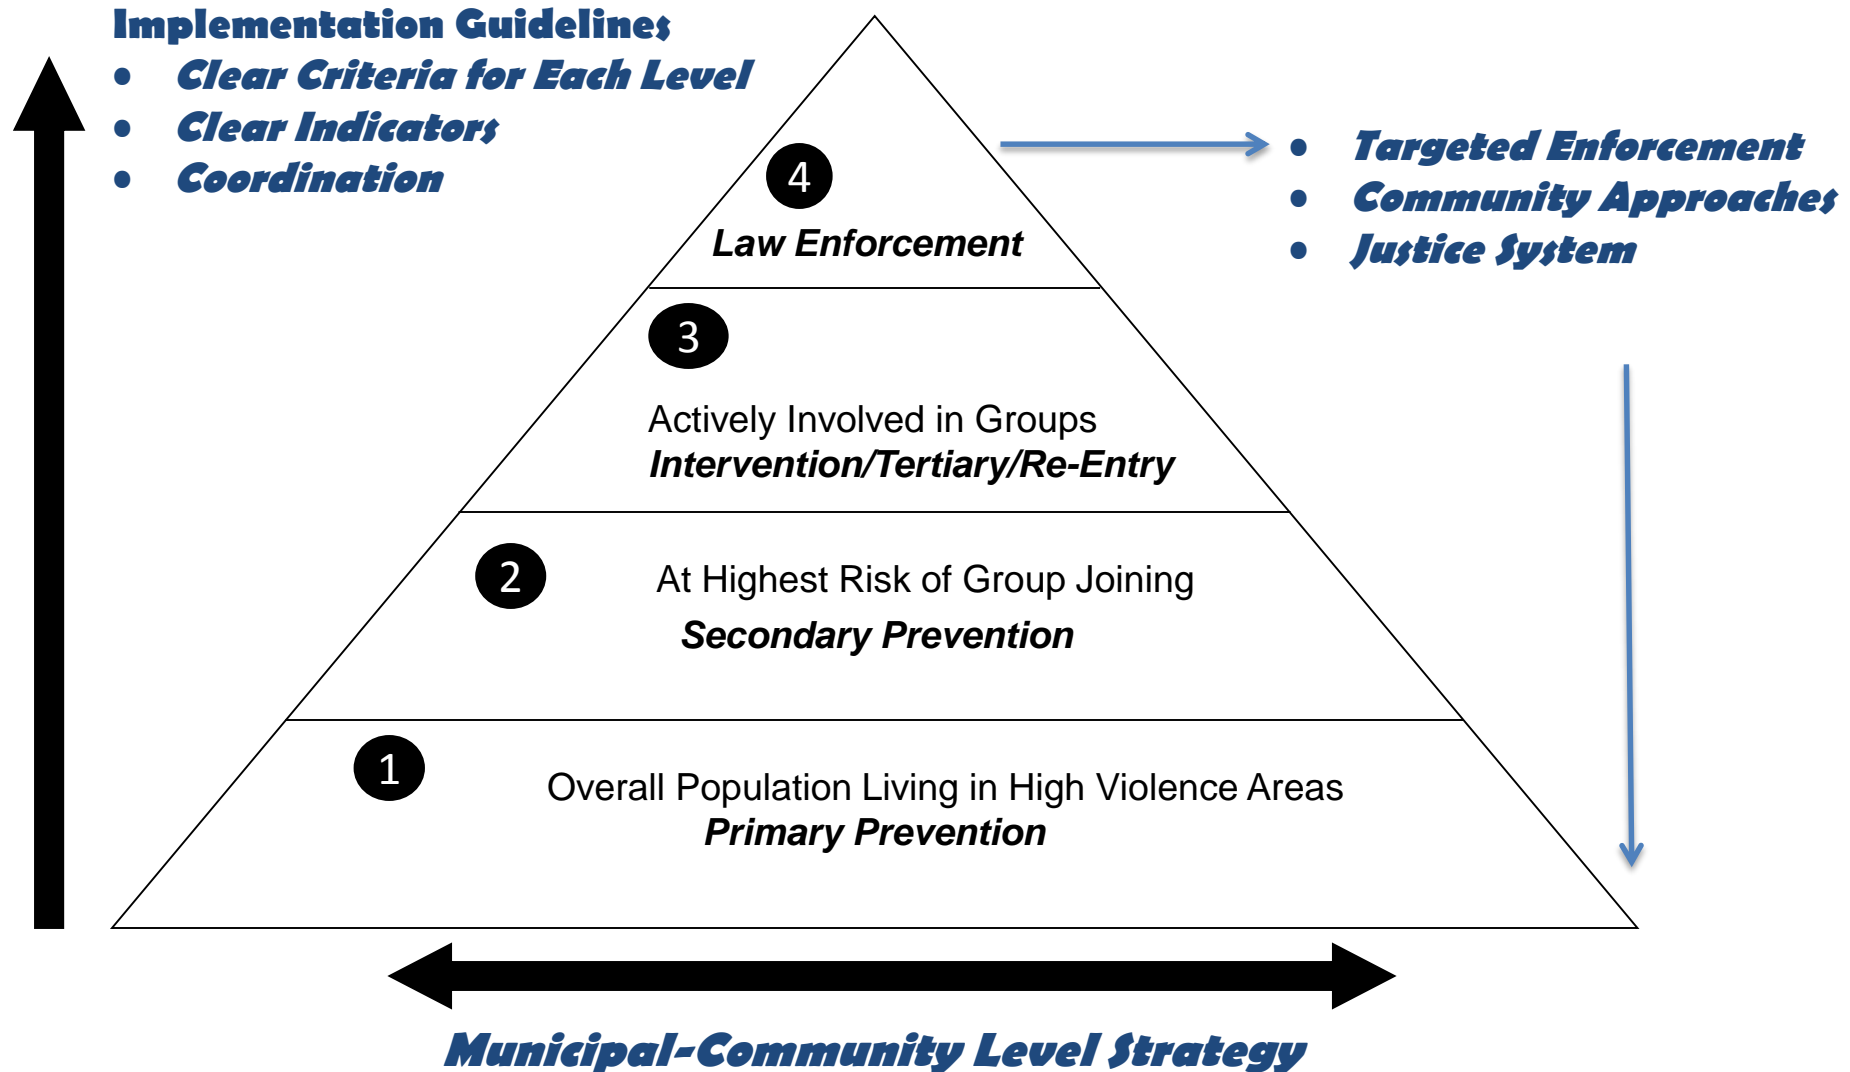 Implementation Guidelines
• Clear Criteria for Each Level
• Clear Indicators
• Coordination
• Targeted Enforcement
• Community Approaches
• Justice System
4
Law Enforcement
3
Actively Involved in Groups
Intervention/Tertiary/Re-Entry
2
At Highest Risk of Group Joining
Secondary Prevention
1
Overall Population Living in High Violence Areas
Primary Prevention
Municipal-Community Level Strategy